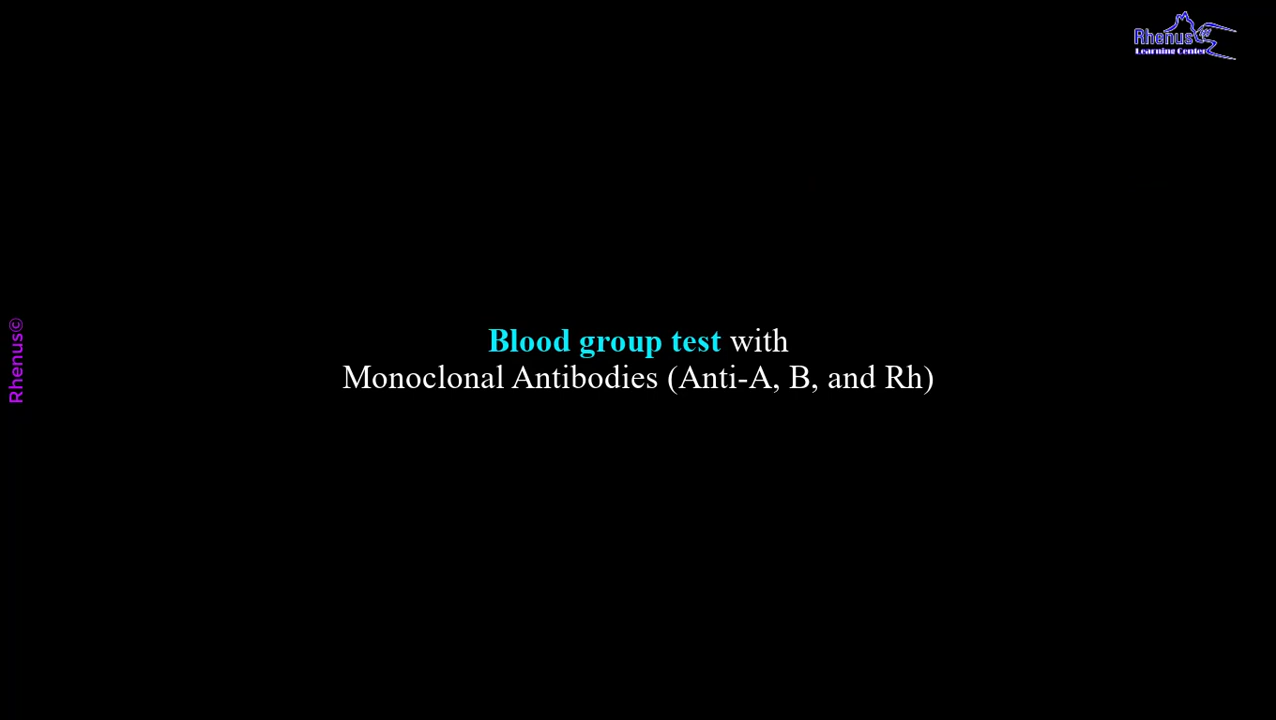 Rhenus
Learning Center
Blood group test with
Monoclonal Antibodies (Anti-A, B, and Rh)
Rhenus©